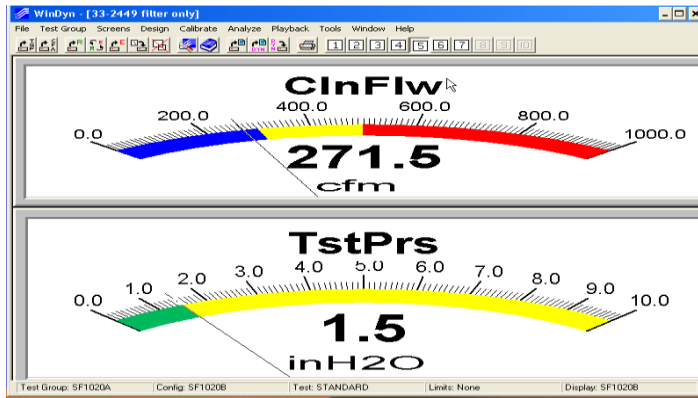 WinDyn - [33-2449 filter only]
File Test Group Screens Design Calibrate Analyze Playback Tools Window Help
1 2 3 4 5 6 7 8 9 10
ClnFlw
0.0 200.0 400.0 600.0 800.0 1000.0
271.5
cfm
TstPrs
0.0 1.0 2.0 3.0 4.0 5.0 6.0 7.0 8.0 9.0 10.0
1.5
inH2O
Test Group: SF1020A Config: SF1020B Test: STANDARD Limits: None Display: SF1020B